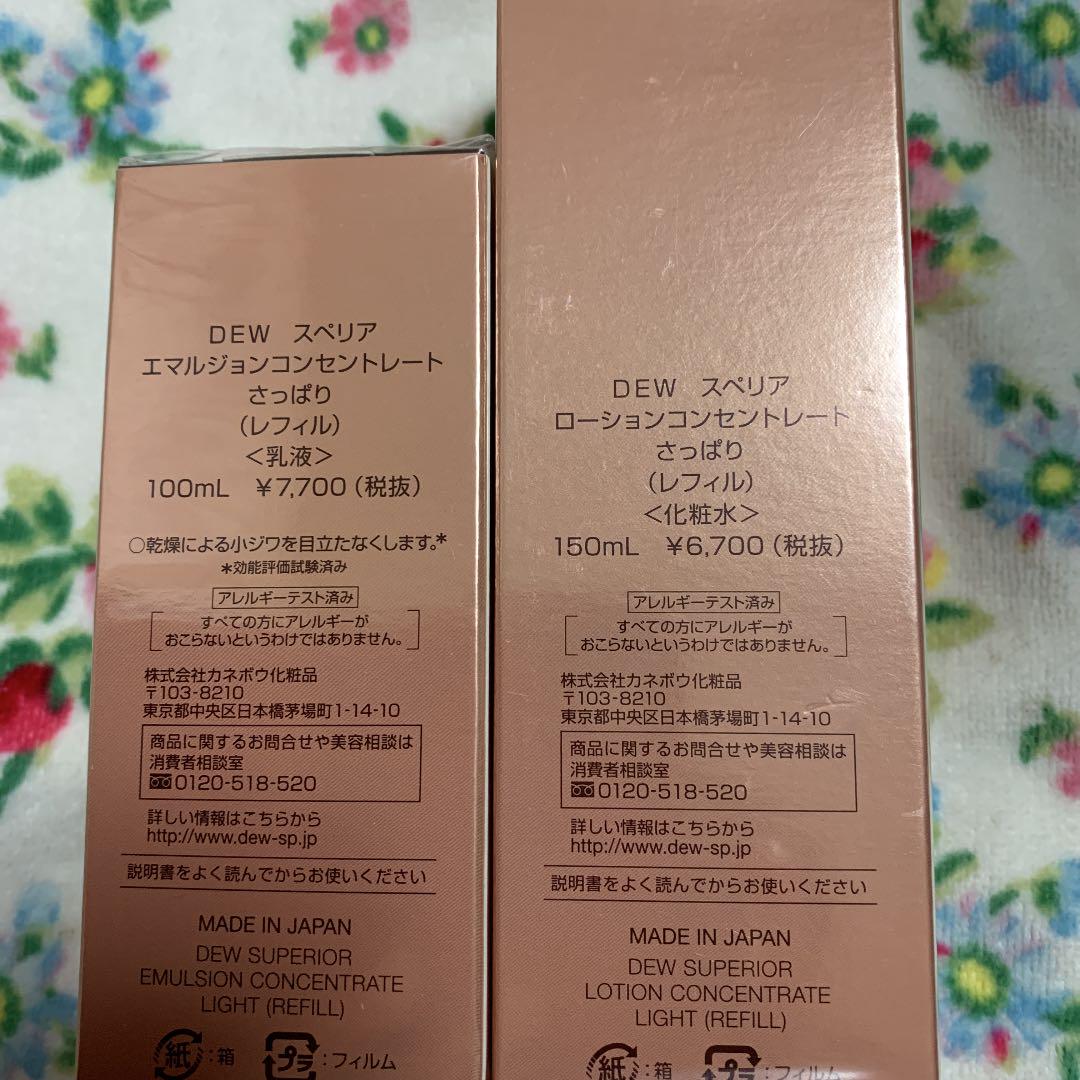 DEW スペリア
エマルジョンコンセントレート
さっぱり
(レフィル)
<乳液>
100mL ¥7,700(税抜)
○乾燥による小ジワを目立たなくします。*
*効能評価試験済み
アレルギーテスト済み
すべての方にアレルギーが
おこらないというわけではありません。
株式会社カネボウ化粧品
〒103-8210
東京都中央区日本橋茅場町1-14-10
商品に関するお問合せや美容相談は
消費者相談室
0120-518-520
詳しい情報はこちらから
http://www.dew-sp.jp
説明書をよく読んでからお使いください
MADE IN JAPAN
DEW SUPERIOR
EMULSION CONCENTRATE
LIGHT (REFILL)
紙:箱 プラ:フィルム
DEW スペリア
ローションコンセントレート
さっぱり
(レフィル)
<化粧水>
150mL ¥6,700(税抜)
アレルギーテスト済み
すべての方にアレルギーが
おこらないというわけではありません。
株式会社カネボウ化粧品
〒103-8210
東京都中央区日本橋茅場町1-14-10
商品に関するお問合せや美容相談は
消費者相談室
0120-518-520
詳しい情報はこちらから
http://www.dew-sp.jp
説明書をよく読んでからお使いください
MADE IN JAPAN
DEW SUPERIOR
LOTION CONCENTRATE
LIGHT (REFILL)
紙:箱 プラ:フィルム